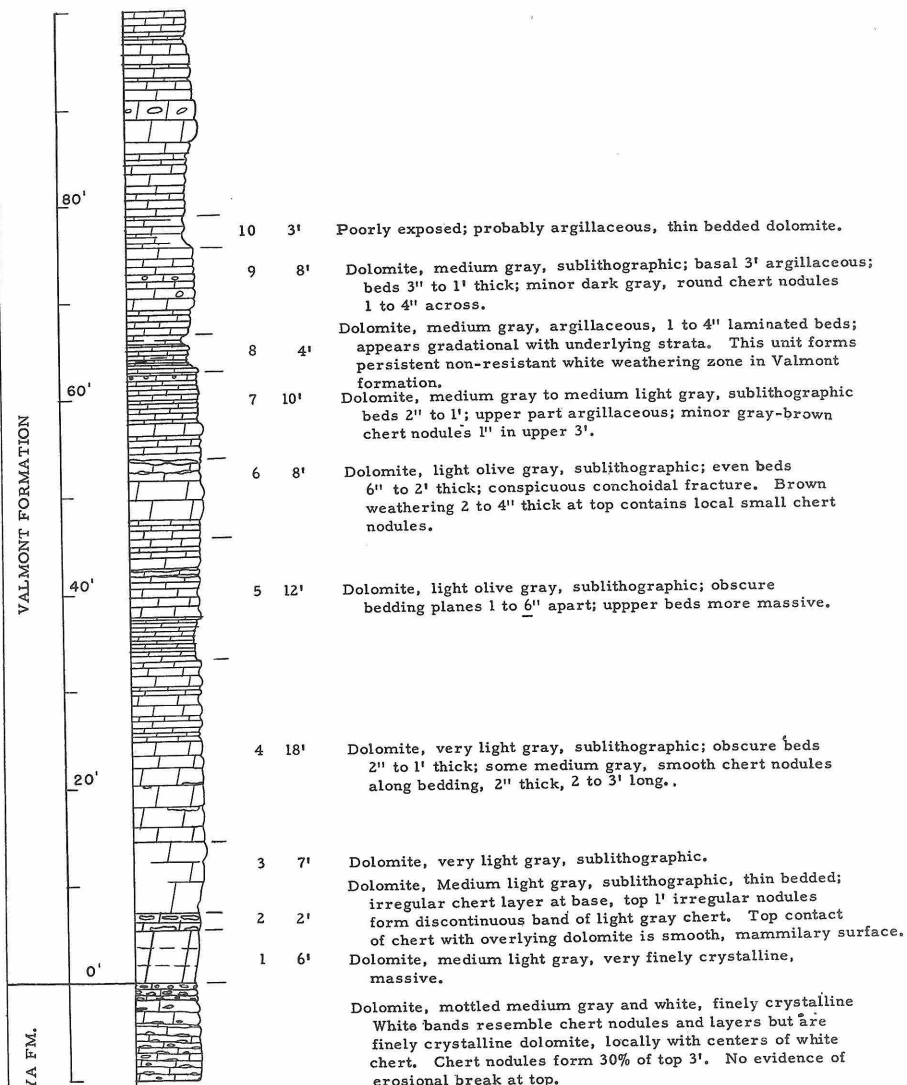 80'
10 3' Poorly exposed; probably argillaceous, thin bedded dolomite.
9 8' Dolomite, medium gray, sublithographic; basal 3' argillaceous;
beds 3" to 1' thick; minor dark gray, round chert nodules
1 to 4" across.
Dolomite, medium gray, argillaceous, 1 to 4" laminated beds;
8 4' appears gradational with underlying strata. This unit forms
persistent non-resistant white weathering zone in Valmont
formation.
60'
7 10' Dolomite, medium gray to medium light gray, sublithographic
beds 2" to 1'; upper part argillaceous; minor gray-brown
chert nodules 1" in upper 3'.
VALMONT FORMATION
6 8' Dolomite, light olive gray, sublithographic; even beds
6" to 2' thick; conspicuous conchoidal fracture. Brown
weathering 2 to 4" thick at top contains local small chert
nodules.
40'
5 12' Dolomite, light olive gray, sublithographic; obscure
bedding planes 1 to 6" apart; uppper beds more massive.
4 18' Dolomite, very light gray, sublithographic; obscure beds
2" to 1' thick; some medium gray, smooth chert nodules
along bedding, 2" thick, 2 to 3' long..
20'
3 7' Dolomite, very light gray, sublithographic.
Dolomite, Medium light gray, sublithographic, thin bedded;
irregular chert layer at base, top 1' irregular nodules
2 2' form discontinuous band of light gray chert. Top contact
of chert with overlying dolomite is smooth, mammilary surface.
1 6' Dolomite, medium light gray, very finely crystalline,
massive.
0'
Dolomite, mottled medium gray and white, finely crystalline
White bands resemble chert nodules and layers but are
finely crystalline dolomite, locally with centers of white
chert. Chert nodules form 30% of top 3'. No evidence of
erosional break at top.
YA FM.